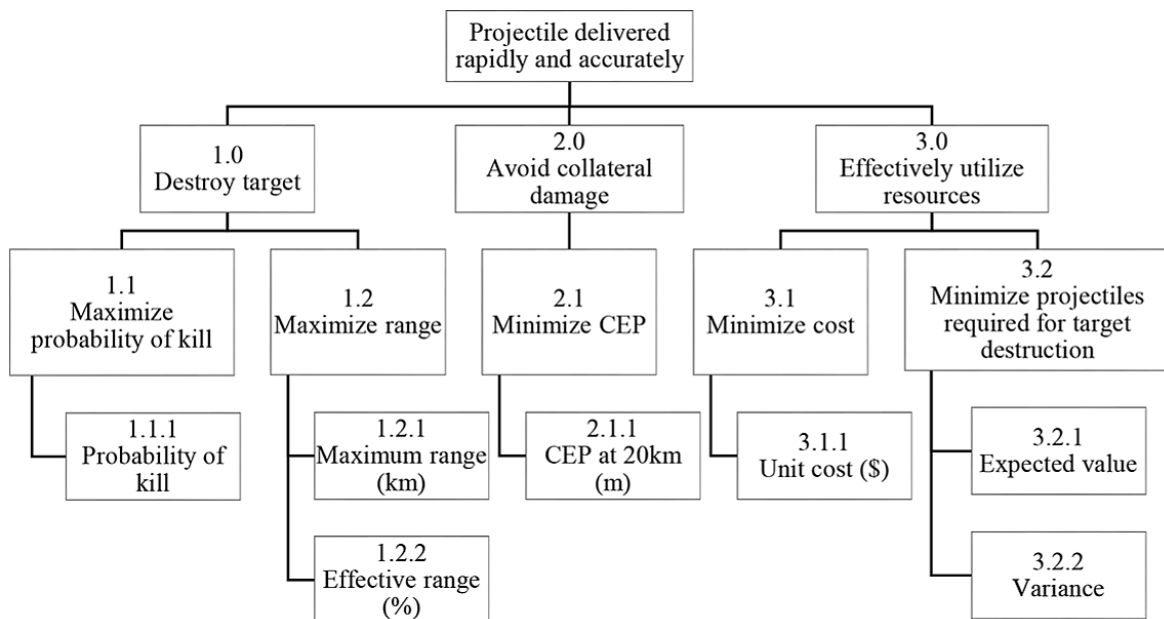 Projectile delivered
rapidly and accurately
1.0
Destroy target
2.0
Avoid collateral
damage
3.0
Effectively utilize
resources
1.1
Maximize
probability of kill
1.2
Maximize range
2.1
Minimize CEP
3.1
Minimize cost
3.2
Minimize projectiles
required for target
destruction
1.1.1
Probability of
kill
1.2.1
Maximum range
(km)
2.1.1
CEP at 20km
(m)
3.1.1
Unit cost ($)
3.2.1
Expected value
1.2.2
Effective range
(%)
3.2.2
Variance